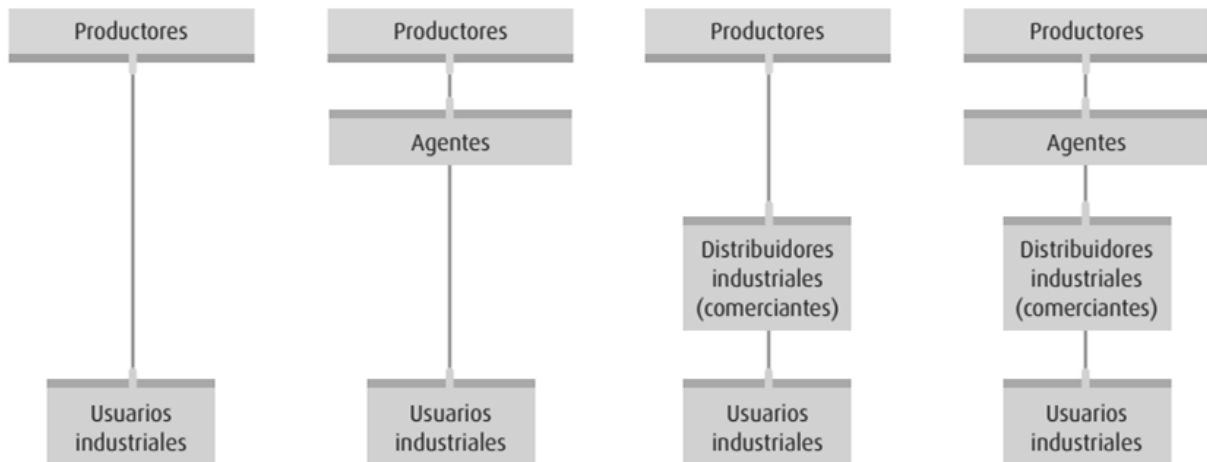 Productores
Productores
Productores
Productores
Agentes
Agentes
Distribuidores
industriales
(comerciantes)
Distribuidores
industriales
(comerciantes)
Usuarios
industriales
Usuarios
industriales
Usuarios
industriales
Usuarios
industriales